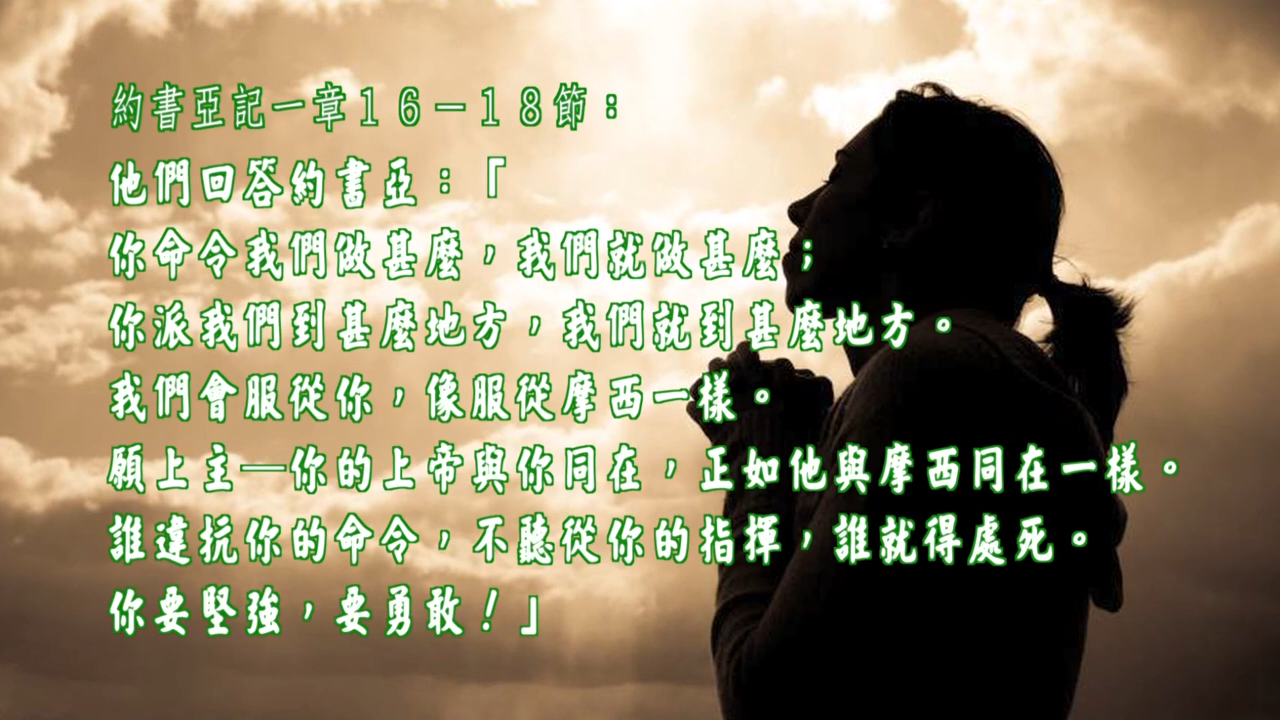 約書亞記一章１６－１８節：
他們回答約書亞：「
你命令我們做甚麼，我們就做甚麼；
你派我們到甚麼地方，我們就到甚麼地方。
我們會服從你，像服從摩西一樣。
願上主─你的上帝與你同在，正如他與摩西同在一樣。
誰違抗你的命令，不聽從你的指揮，誰就得處死。
你要堅強，要勇敢！」